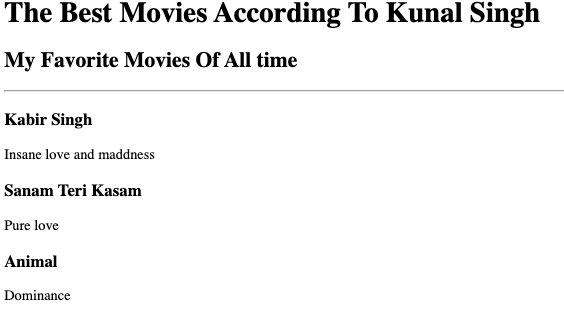 The Best Movies According To Kunal Singh
My Favorite Movies Of All time
Kabir Singh
Insane love and maddness
Sanam Teri Kasam
Pure love
Animal
Dominance